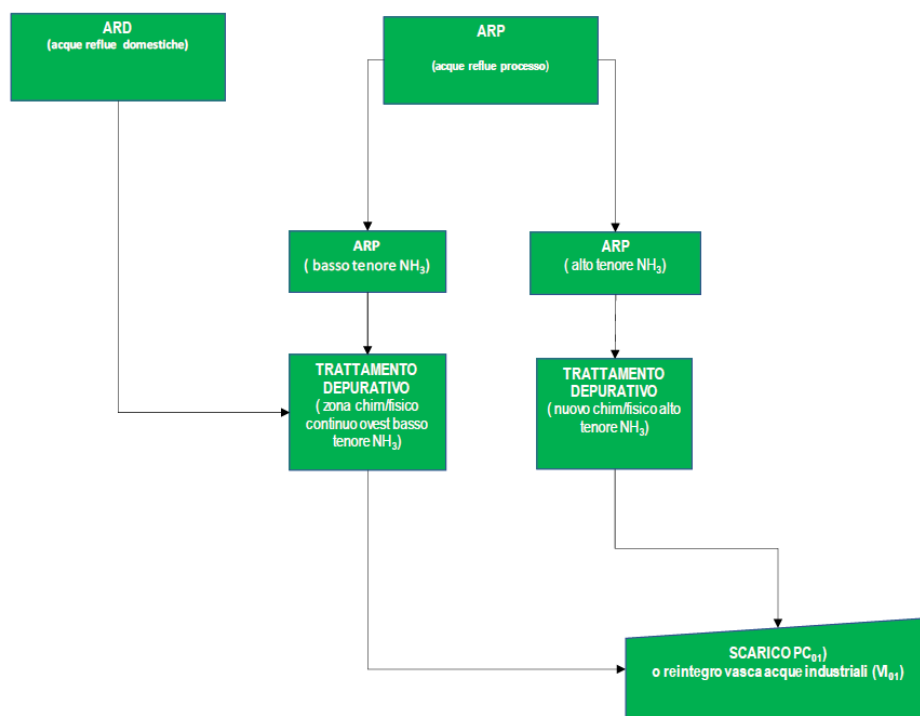 ARD
(acque reflue domestiche)
ARP
(acque reflue processo)
ARP
( basso tenore NH₃)
ARP
( alto tenore NH₃)
TRATTAMENTO
DEPURATIVO
( zona chim/fisico
continuo ovest basso
tenore NH₃)
TRATTAMENTO
DEPURATIVO
( nuovo chim/fisico alto
tenore NH₃)
SCARICO PC₀₁)
o reintegro vasca acque industriali (VI₀₁)